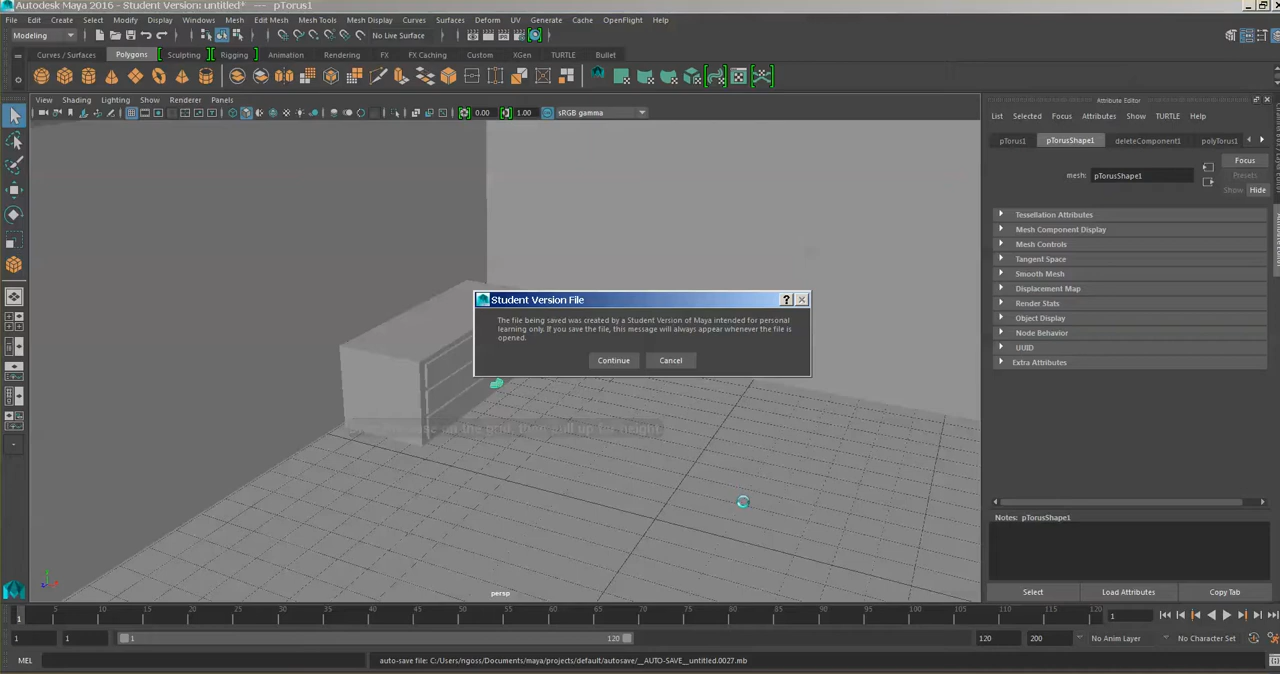 Autodesk Maya 2016 - Student Version: untitled*   ---   pTorus1
File Edit Create Select Modify Display Windows Mesh Edit Mesh Mesh Tools Mesh Display Curves Surfaces Deform UV Generate Cache OpenFlight Help
Modeling No Live Surface
Curves / Surfaces Polygons Sculpting Rigging Animation Rendering FX FX Caching Custom XGen TURTLE Bullet
View Shading Lighting Show Renderer Panels
0.00 1.00 sRGB gamma
Attribute Editor
List Selected Focus Attributes Show TURTLE Help
pTorus1 pTorusShape1 deleteComponent1 polyTorus1
Focus
mesh: pTorusShape1
Presets
Show Hide
Tessellation Attributes
Mesh Component Display
Mesh Controls
Tangent Space
Smooth Mesh
Displacement Map
Render Stats
Object Display
Node Behavior
UUID
Extra Attributes
Student Version File
The file being saved was created by a Student Version of Maya intended for personal
learning only. If you save the file, this message will always appear whenever the file is
opened.
Continue Cancel
on the grid, then pull up for height
persp
Notes: pTorusShape1
Select Load Attributes Copy Tab
5 10 15 20 25 30 35 40 45 50 55 60 65 70 75 80 85 90 95 100 105 110 115 120
1 1
1 1 1 120 120 200 No Anim Layer No Character Set
MEL auto-save file: C:/Users/ngoss/Documents/maya/projects/default/autosave/__AUTO-SAVE__untitled.0027.mb